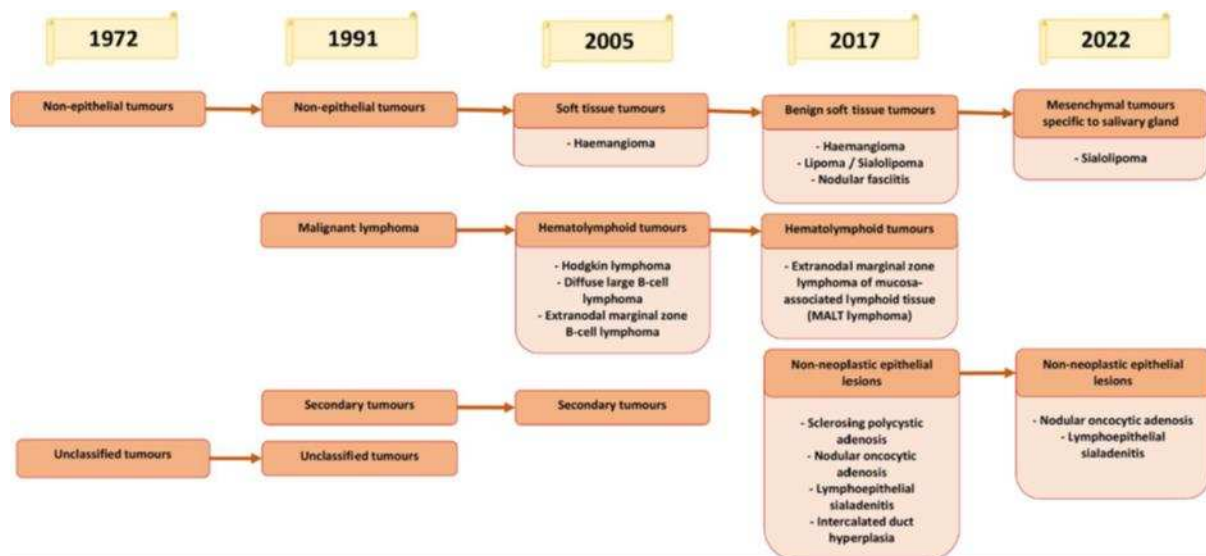 1972
1991
2005
2017
2022
Non-epithelial tumours
Non-epithelial tumours
Soft tissue tumours
- Haemangioma
Benign soft tissue tumours
- Haemangioma
- Lipoma / Sialolipoma
- Nodular fasciitis
Mesenchymal tumours
specific to salivary gland
- Sialolipoma
Malignant lymphoma
Hematolymphoid tumours
- Hodgkin lymphoma
- Diffuse large B-cell
lymphoma
- Extranodal marginal zone
B-cell lymphoma
Hematolymphoid tumours
- Extranodal marginal zone
lymphoma of mucosa-
associated lymphoid tissue
(MALT lymphoma)
Non-neoplastic epithelial
lesions
- Sclerosing polycystic
adenosis
- Nodular oncocytic
adenosis
- Lymphoepithelial
sialadenitis
- Intercalated duct
hyperplasia
Non-neoplastic epithelial
lesions
- Nodular oncocytic adenosis
- Lymphoepithelial
sialadenitis
Secondary tumours
Secondary tumours
Unclassified tumours
Unclassified tumours